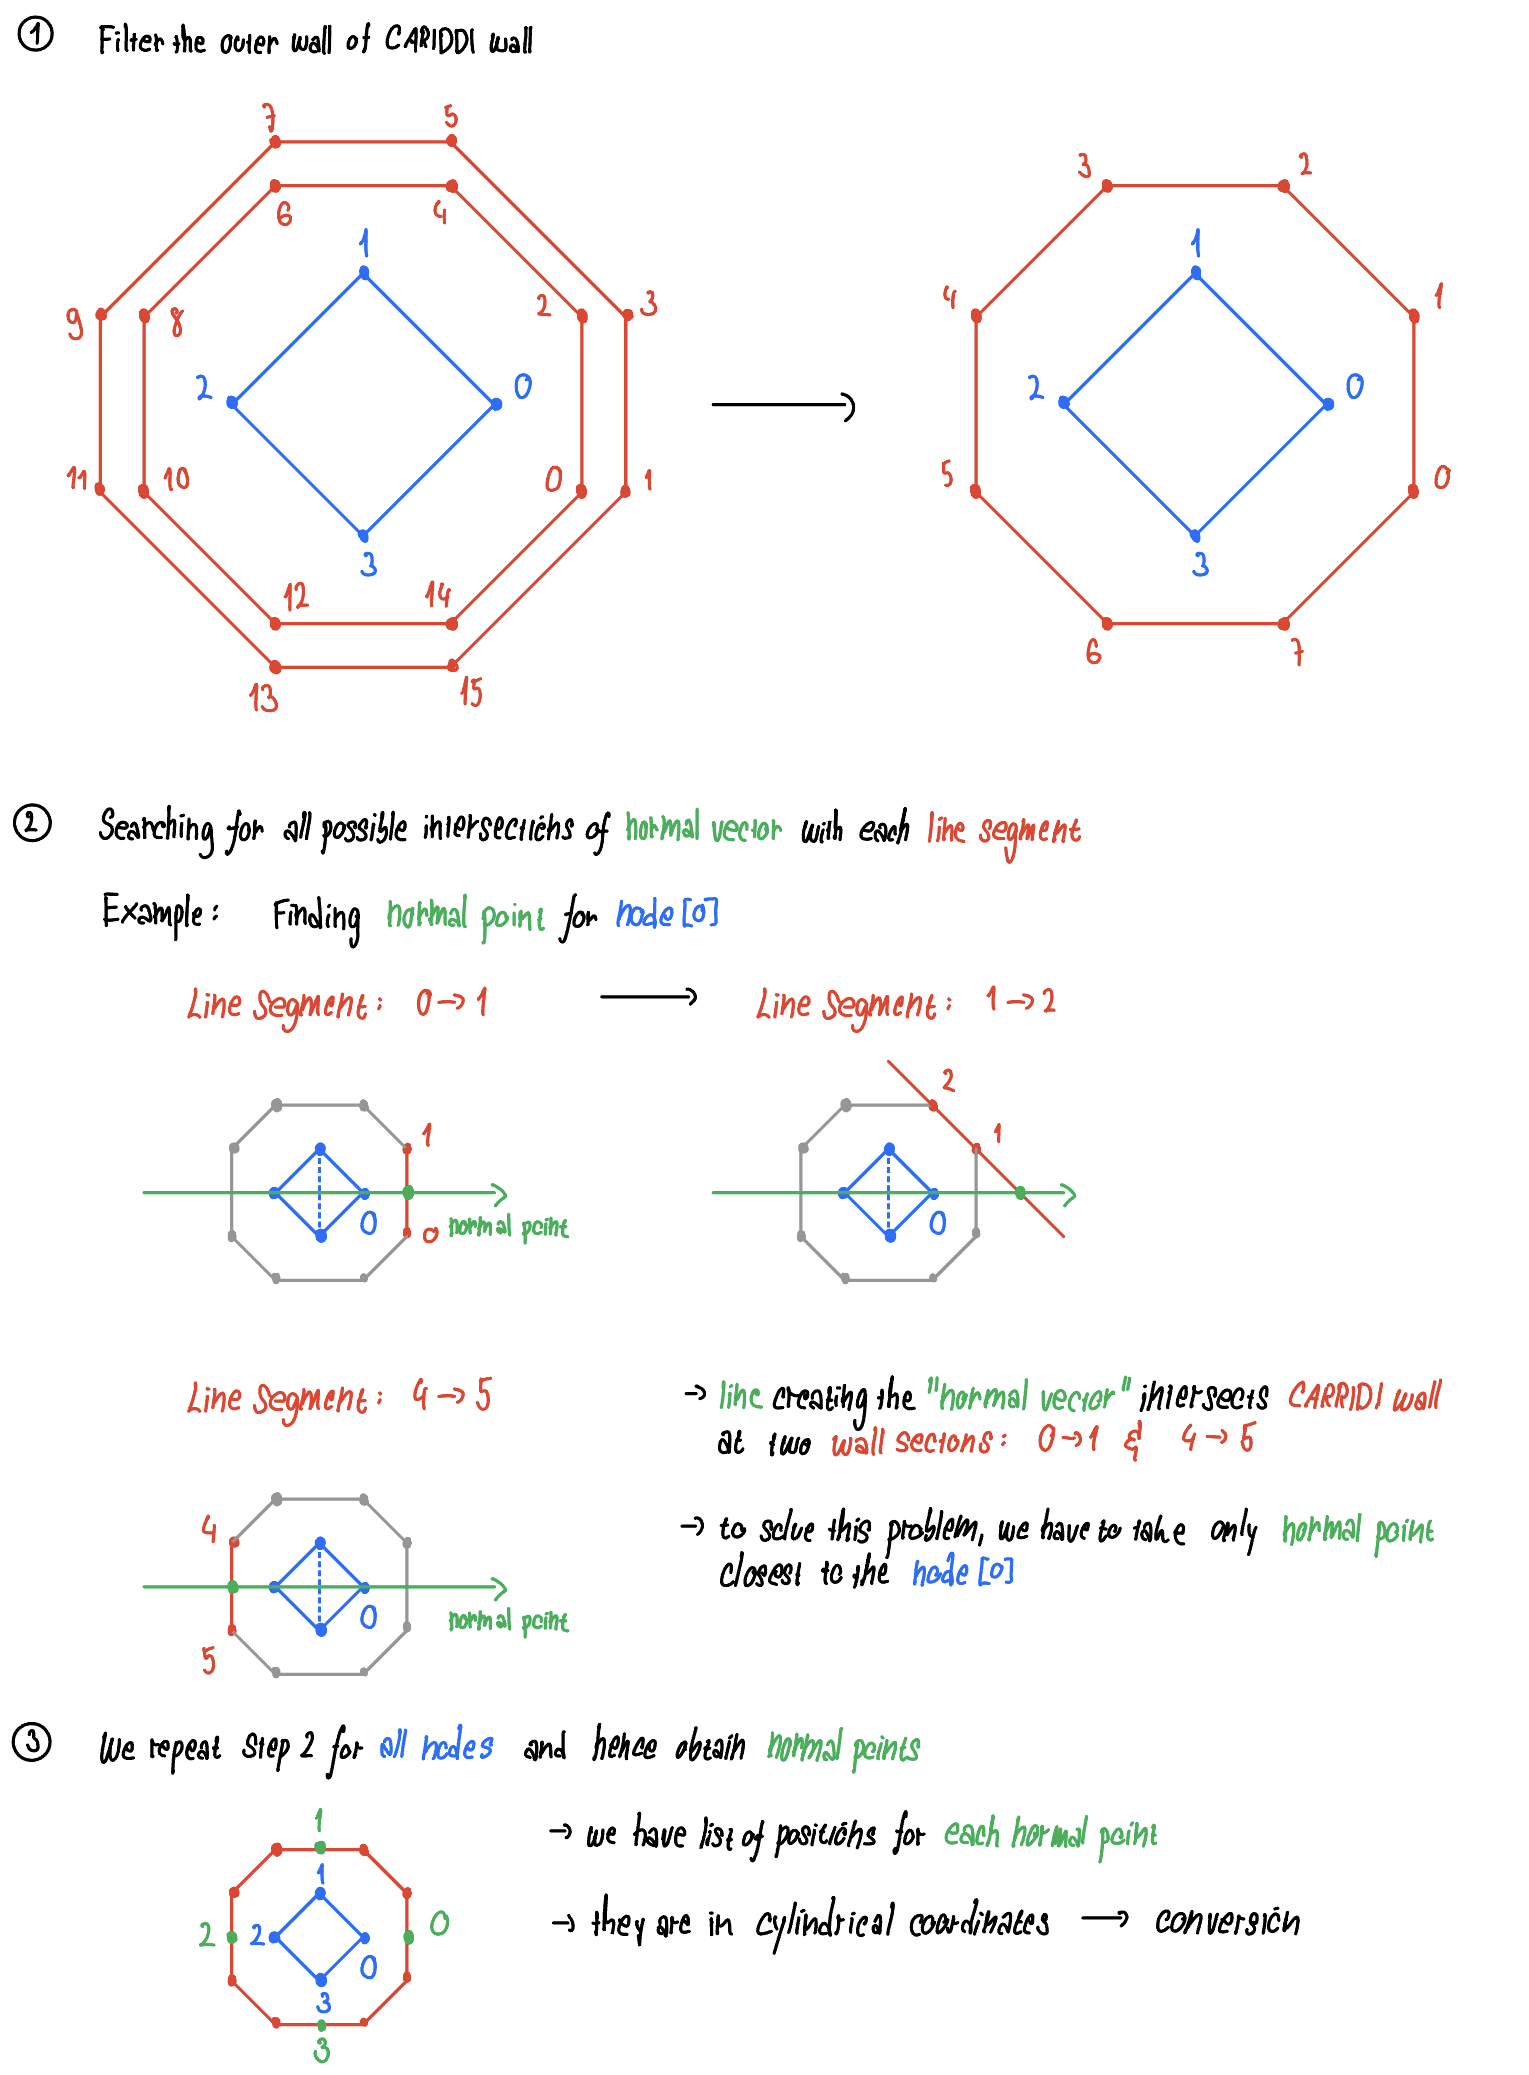 1 Filter the outer wall of CARIDDI wall
7 5
6 4
1
2 3
9 8
2 0
11 10 0 1
3
12 14
13 15
3 2
1
4 1
2 0
5 0
3
6 7
2 Searching for all possible intersections of normal vector with each line segment
Example: Finding normal point for node [0]
Line Segment: 0 → 1 → Line Segment: 1 → 2
1
0
0 normal point
2
1
0
Line Segment: 4 → 5
4
0
normal point
5
→ line creating the "normal vector" intersects CARRIDI wall
at two wall sectons: 0→1 & 4→5
→ to solve this problem, we have to take only normal point
closest to the node [0]
3 We repeat Step 2 for all nodes and hence obtain normal points
1
1
2 2 0
0
3
3
→ we have list of positions for each normal point
→ they are in cylindrical coordinates → conversion